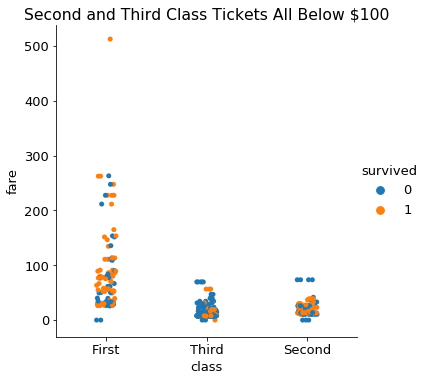 Second and Third Class Tickets All Below $100
500
400
300
200
100
0
fare
First
Third
Second
class
survived
0
1